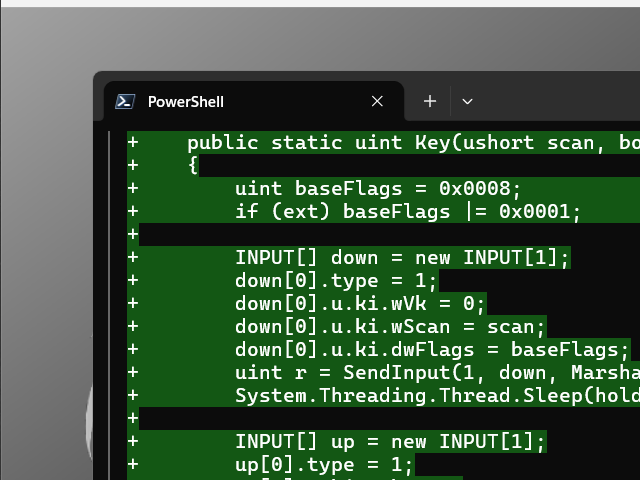 PowerShell
+    public static uint Key(ushort scan, bo
+    {
+        uint baseFlags = 0x0008;
+        if (ext) baseFlags |= 0x0001;
+
+        INPUT[] down = new INPUT[1];
+        down[0].type = 1;
+        down[0].u.ki.wVk = 0;
+        down[0].u.ki.wScan = scan;
+        down[0].u.ki.dwFlags = baseFlags;
+        uint r = SendInput(1, down, Marsha
+        System.Threading.Thread.Sleep(hold
+
+        INPUT[] up = new INPUT[1];
+        up[0].type = 1;